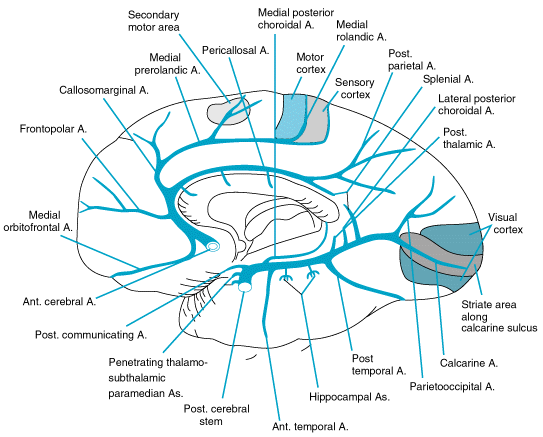 Secondary
motor area
Medial posterior
choroidal A.
Medial
rolandic A.
Pericallosal A.
Medial
prerolandic A.
Motor
cortex
Post.
parietal A.
Sensory
cortex
Splenial A.
Callosomarginal A.
Lateral posterior
choroidal A.
Frontopolar A.
Post.
thalamic A.
Medial
orbitofrontal A.
Visual
cortex
Ant. cerebral A.
Striate area
along
calcarine sulcus
Post. communicating A.
Penetrating thalamo-
subthalamic
paramedian As.
Post
temporal A.
Calcarine A.
Parietooccipital A.
Hippocampal As.
Post. cerebral
stem
Ant. temporal A.